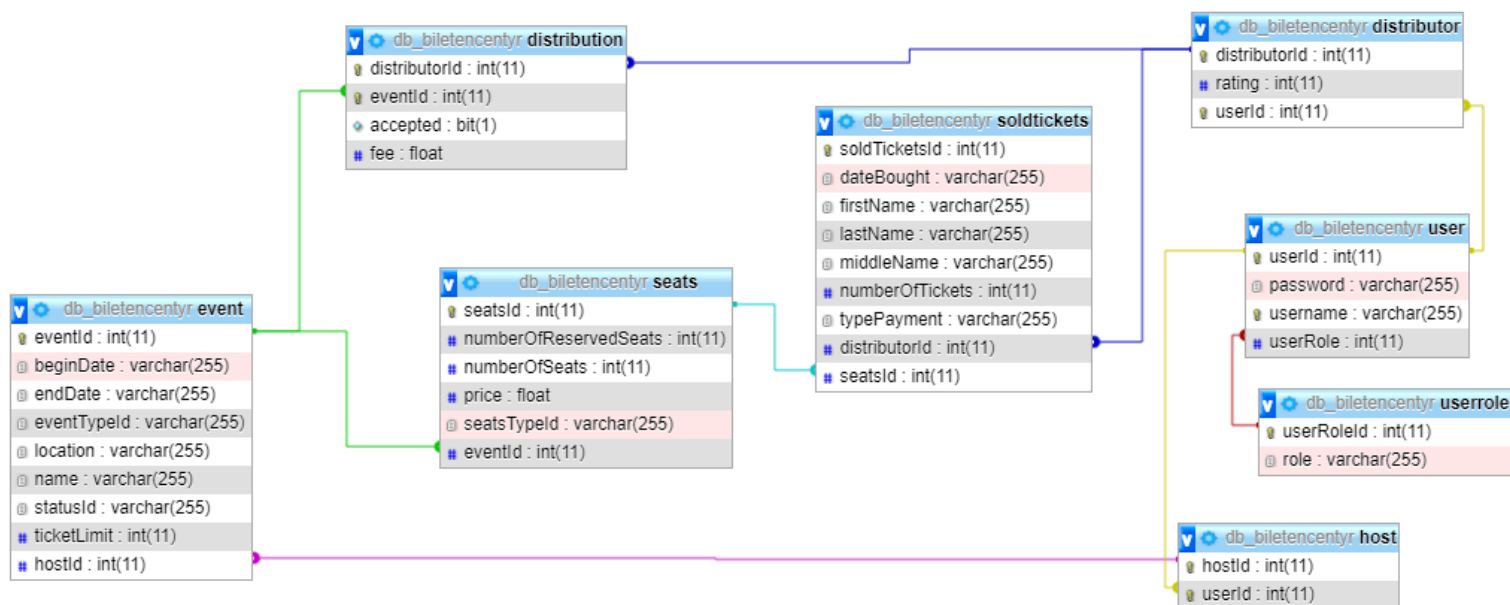 db_biletencentyr distribution
distributorId : int(11)
eventId : int(11)
accepted : bit(1)
fee : float
db_biletencentyr distributor
distributorId : int(11)
rating : int(11)
userId : int(11)
db_biletencentyr soldtickets
soldTicketsId : int(11)
dateBought : varchar(255)
firstName : varchar(255)
lastName : varchar(255)
middleName : varchar(255)
numberOfTickets : int(11)
typePayment : varchar(255)
distributorId : int(11)
seatsId : int(11)
db_biletencentyr user
userId : int(11)
password : varchar(255)
username : varchar(255)
userRole : int(11)
db_biletencentyr seats
seatsId : int(11)
numberOfReservedSeats : int(11)
numberOfSeats : int(11)
price : float
seatsTypeId : varchar(255)
eventId : int(11)
db_biletencentyr event
eventId : int(11)
beginDate : varchar(255)
endDate : varchar(255)
eventTypeId : varchar(255)
location : varchar(255)
name : varchar(255)
statusId : varchar(255)
ticketLimit : int(11)
hostId : int(11)
db_biletencentyr userrole
userRoleId : int(11)
role : varchar(255)
db_biletencentyr host
hostId : int(11)
userId : int(11)